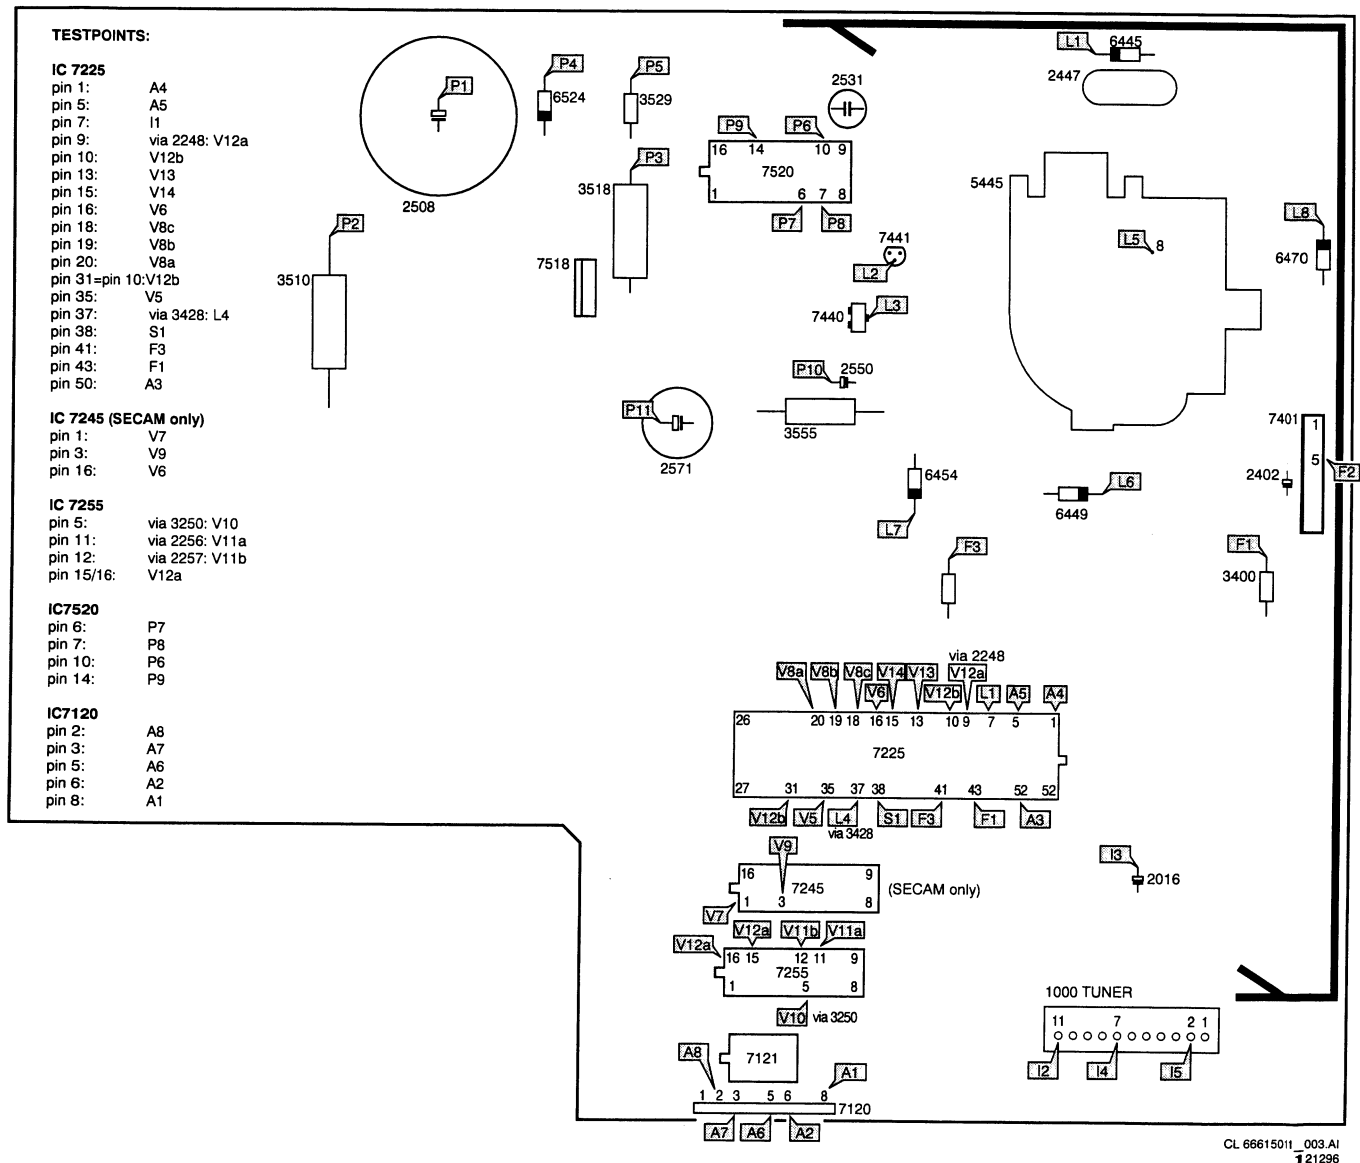 TESTPOINTS:
IC 7225
pin 1: A4
pin 5: A5
pin 7: I1
pin 9: via 2248: V12a
pin 10: V12b
pin 13: V13
pin 15: V14
pin 16: V6
pin 18: V8c
pin 19: V8b
pin 20: V8a
pin 31=pin 10:V12b
pin 35: V5
pin 37: via 3428: L4
pin 38: S1
pin 41: F3
pin 43: F1
pin 50: A3
IC 7245 (SECAM only)
pin 1: V7
pin 3: V9
pin 16: V6
IC 7255
pin 5: via 3250: V10
pin 11: via 2256: V11a
pin 12: via 2257: V11b
pin 15/16: V12a
IC7520
pin 6: P7
pin 7: P8
pin 10: P6
pin 14: P9
IC7120
pin 2: A8
pin 3: A7
pin 5: A6
pin 6: A2
pin 8: A1
P1
2508
P4
6524
P5
3529
P3
3518
P2
3510
7518
2531
P9 P6
16 14 10 9
7520
1 6 7 8
P7 P8
7441
L2
7440
L3
P10
2550
3555
P11
2571
L1
6445
2447
5445
L5 8
L8
6470
7401
1
5
F2
2402
6454
L7
6449
L6
F3
F1
3400
via 2248
V8a V8b V8c V14 V13 V12a
V6 V12b L1 A5 A4
26 20 19 18 16 15 13 10 9 7 5 1
7225
27 31 35 37 38 41 43 52 52
V12b V5 L4 S1 F3 F1 A3
via 3428
V9
16 9
7245
1 3 8
(SECAM only)
V7
V12a V11b V11a
V12a
16 15 12 11 9
7255
1 5 8
V10 via 3250
7121
A8
A1
1 2 3 5 6 8
7120
A7 A6 A2
I3
2016
1000 TUNER
11 7 2 1
I2 I4 I5
CL 66615011_003.AI
121296